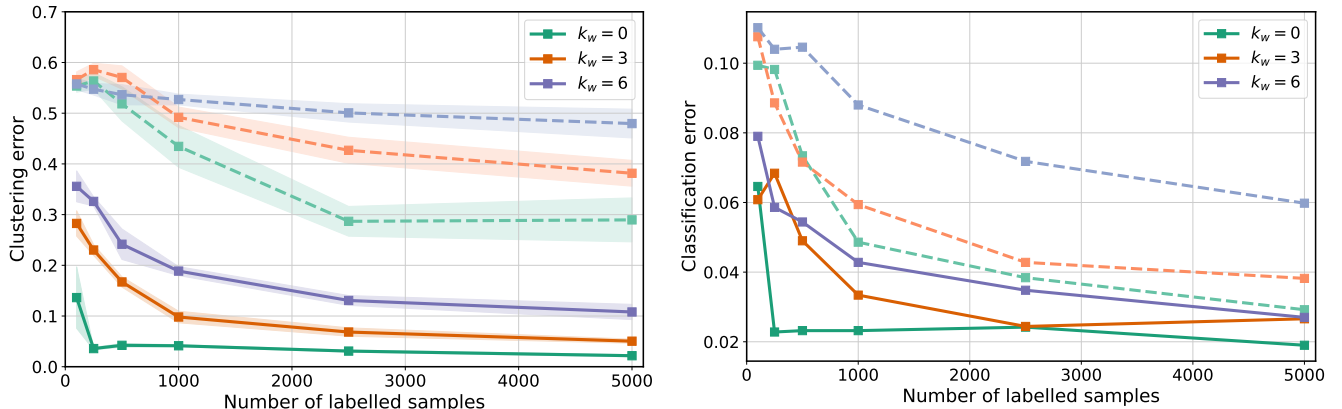 0.7
0.6
0.5
0.4
0.3
0.2
0.1
0.0
Clustering error
0 1000 2000 3000 4000 5000
Number of labelled samples
k_w = 0
k_w = 3
k_w = 6
0.10
0.08
0.06
0.04
0.02
Classification error
0 1000 2000 3000 4000 5000
Number of labelled samples
k_w = 0
k_w = 3
k_w = 6